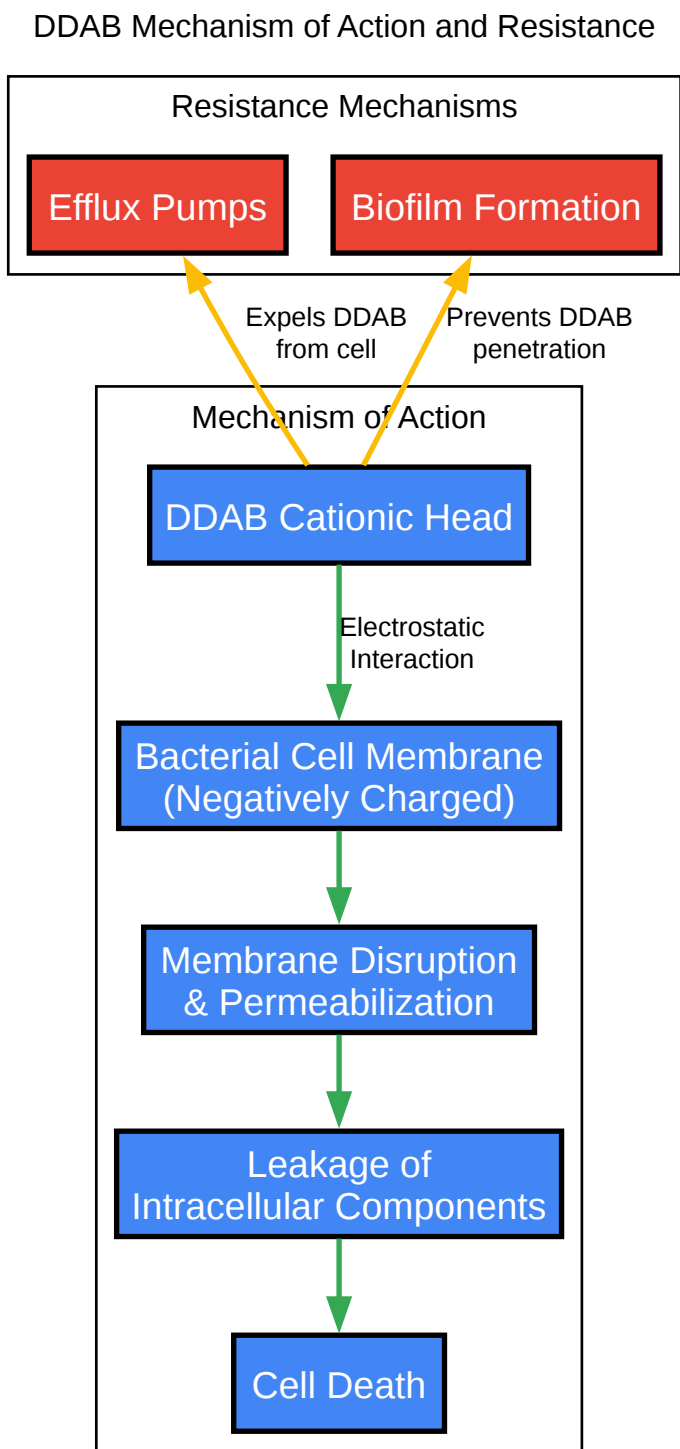 DDAB Mechanism of Action and Resistance
Resistance Mechanisms
Efflux Pumps
Biofilm Formation
Expels DDAB
from cell
Prevents DDAB
penetration
Mechanism of Action
DDAB Cationic Head
Electrostatic
Interaction
Bacterial Cell Membrane
(Negatively Charged)
Membrane Disruption
& Permeabilization
Leakage of
Intracellular Components
Cell Death